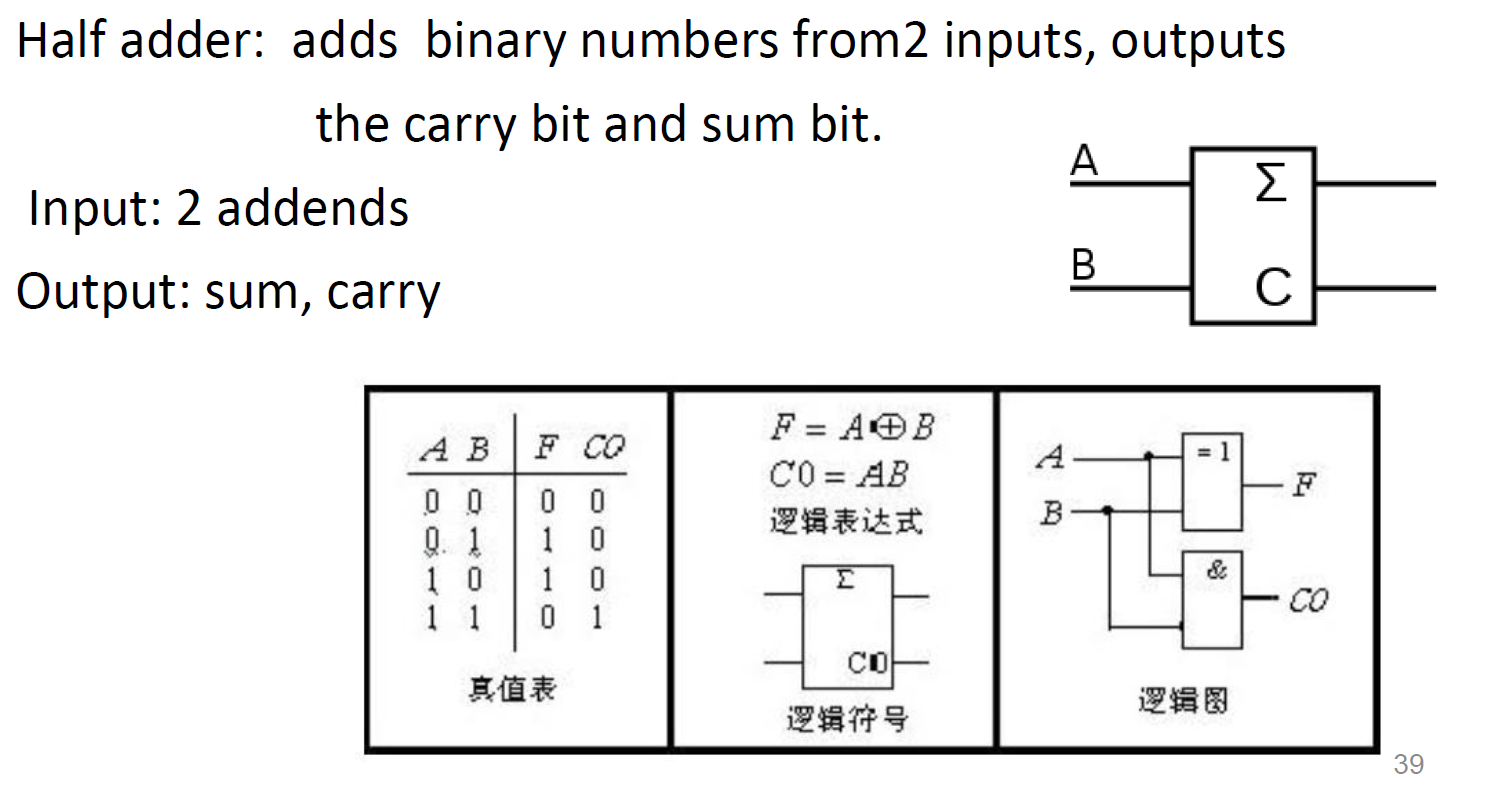 Half adder: adds binary numbers from2 inputs, outputs
the carry bit and sum bit.
Input: 2 addends
Output: sum, carry
A
Σ
B
C
A B F CO
0 0 0 0
0 1 1 0
1 0 1 0
1 1 0 1
真值表
F = A⊕B
C0 = AB
逻辑表达式
Σ
C0
逻辑符号
A
= 1
F
B
&
CO
逻辑图
39